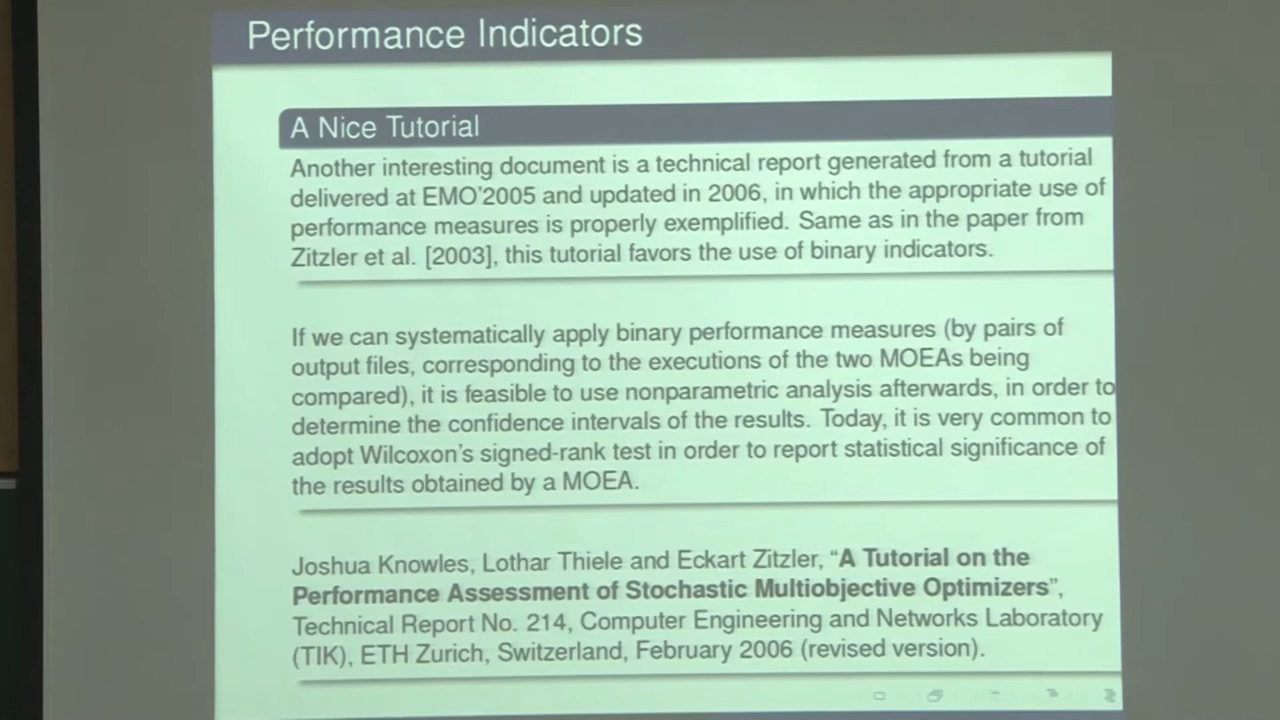 Performance Indicators
A Nice Tutorial
Another interesting document is a technical report generated from a tutorial
delivered at EMO'2005 and updated in 2006, in which the appropriate use of
performance measures is properly exemplified. Same as in the paper from
Zitzler et al. [2003], this tutorial favors the use of binary indicators.
If we can systematically apply binary performance measures (by pairs of
output files, corresponding to the executions of the two MOEAs being
compared), it is feasible to use nonparametric analysis afterwards, in order to
determine the confidence intervals of the results. Today, it is very common to
adopt Wilcoxon's signed-rank test in order to report statistical significance of
the results obtained by a MOEA.
Joshua Knowles, Lothar Thiele and Eckart Zitzler, “A Tutorial on the
Performance Assessment of Stochastic Multiobjective Optimizers”,
Technical Report No. 214, Computer Engineering and Networks Laboratory
(TIK), ETH Zurich, Switzerland, February 2006 (revised version).